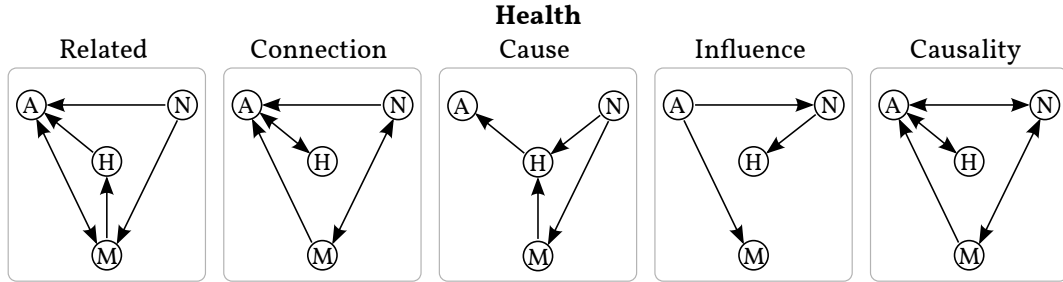 Health
Related Connection Cause Influence Causality
A N A N A N A N A N
H H H H H
M M M M M